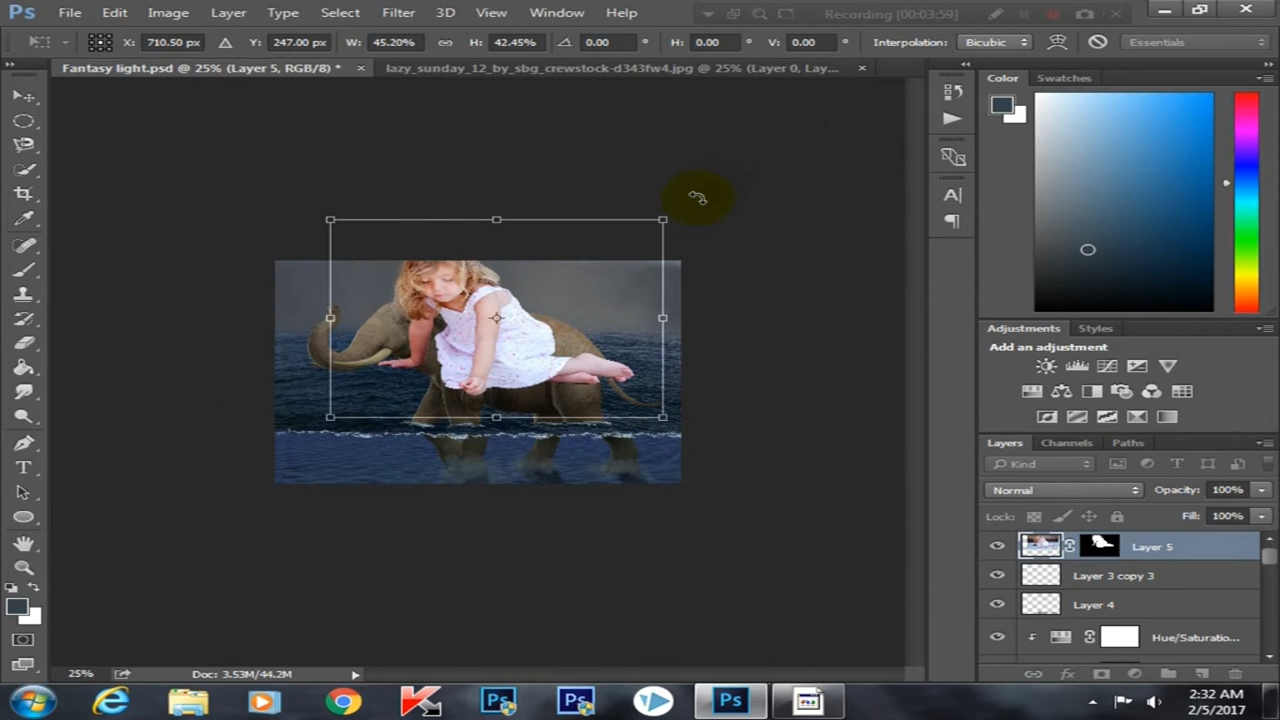 Ps File Edit Image Layer Type Select Filter 3D View Window Help Recording [00:03:59]
X: 710.50 px Y: 247.00 px W: 45.20% H: 42.45% 0.00 ° H: 0.00 ° V: 0.00 ° Interpolation: Bicubic Essentials
Fantasy light.psd @ 25% (Layer 5, RGB/8) * × lazy_sunday_12_by_sbg_crewstock-d343fw4.jpg @ 25% (Layer 0, Lay... ×
Color Swatches
Adjustments Styles
Add an adjustment
Layers Channels Paths
Kind
Normal Opacity: 100%
Lock: Fill: 100%
Layer 5
Layer 3 copy 3
Layer 4
Hue/Saturatio...
25% Doc: 3.53M/44.2M
2:32 AM
2/5/2017